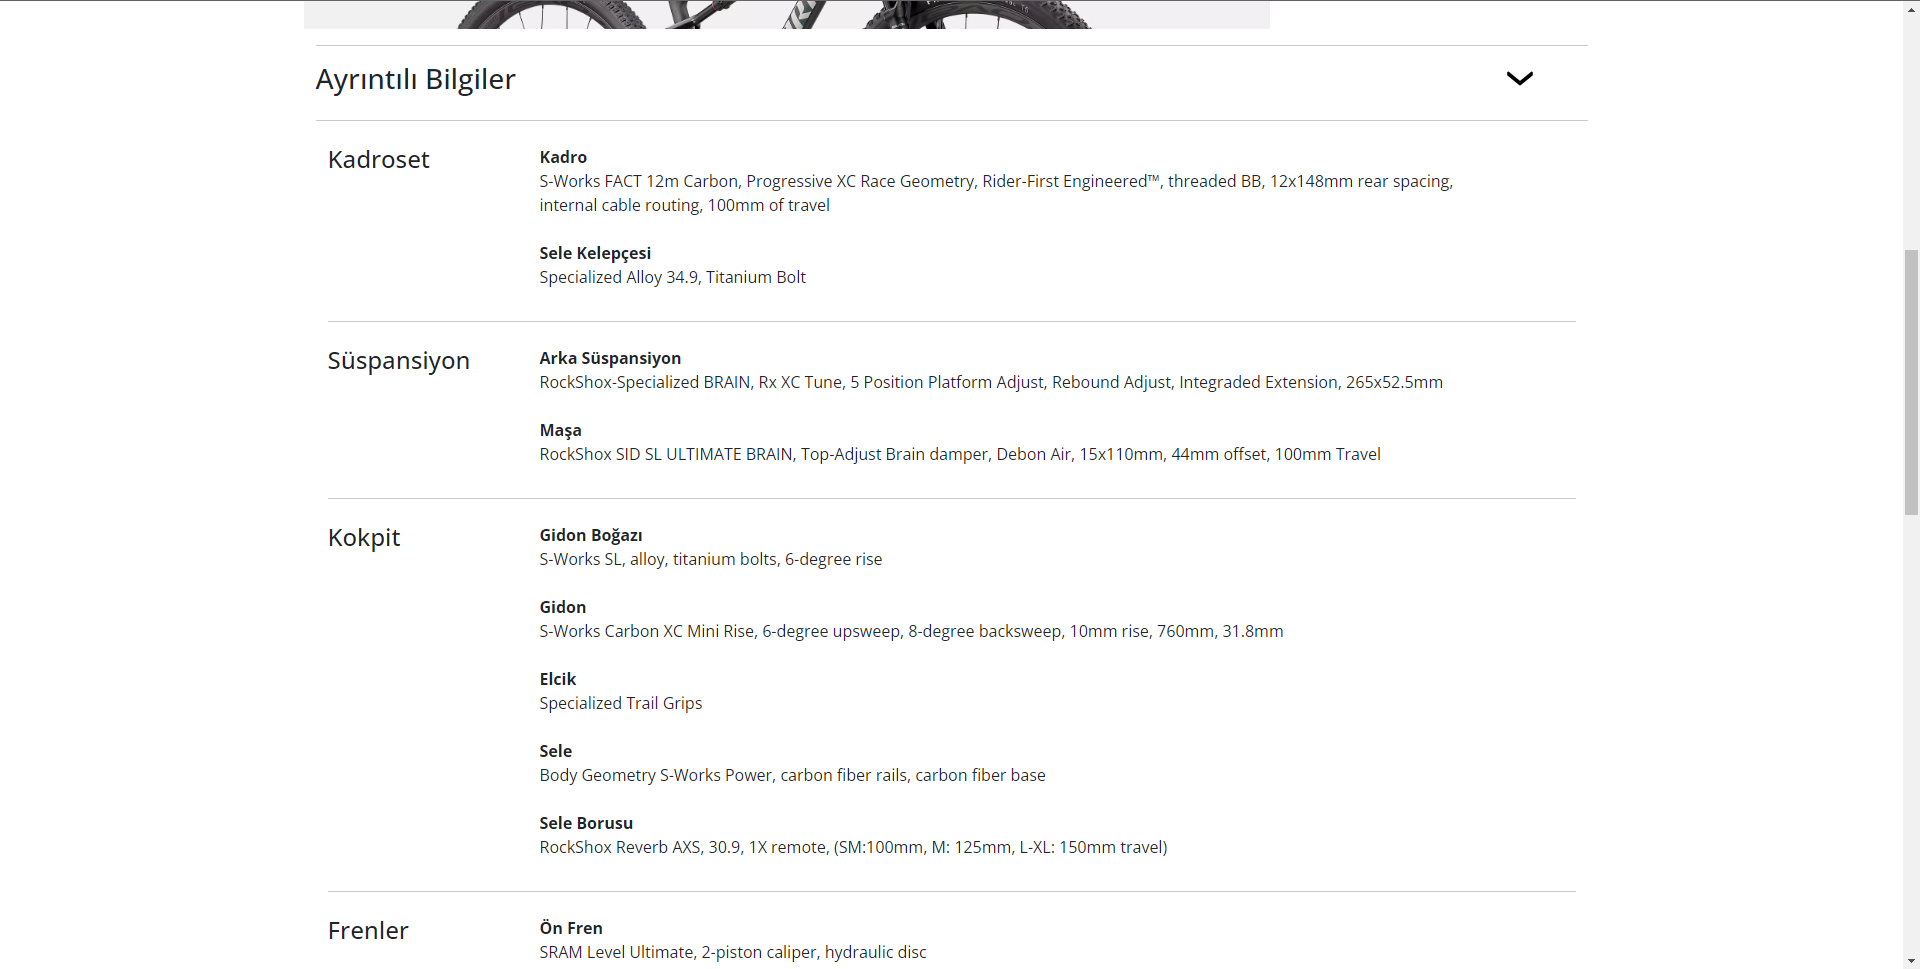 Ayrıntılı Bilgiler
Kadroset
Kadro
S-Works FACT 12m Carbon, Progressive XC Race Geometry, Rider-First Engineered™, threaded BB, 12x148mm rear spacing,
internal cable routing, 100mm of travel
Sele Kelepçesi
Specialized Alloy 34.9, Titanium Bolt
Süspansiyon
Arka Süspansiyon
RockShox-Specialized BRAIN, Rx XC Tune, 5 Position Platform Adjust, Rebound Adjust, Integraded Extension, 265x52.5mm
Maşa
RockShox SID SL ULTIMATE BRAIN, Top-Adjust Brain damper, Debon Air, 15x110mm, 44mm offset, 100mm Travel
Kokpit
Gidon Boğazı
S-Works SL, alloy, titanium bolts, 6-degree rise
Gidon
S-Works Carbon XC Mini Rise, 6-degree upsweep, 8-degree backsweep, 10mm rise, 760mm, 31.8mm
Elcik
Specialized Trail Grips
Sele
Body Geometry S-Works Power, carbon fiber rails, carbon fiber base
Sele Borusu
RockShox Reverb AXS, 30.9, 1X remote, (SM:100mm, M: 125mm, L-XL: 150mm travel)
Frenler
Ön Fren
SRAM Level Ultimate, 2-piston caliper, hydraulic disc